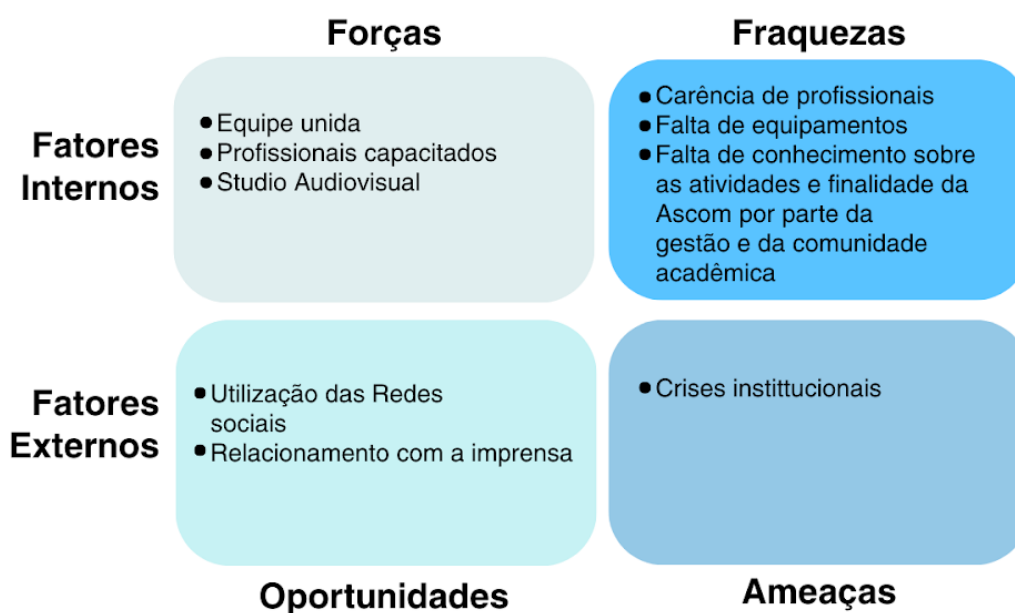 Forças
Fraquezas
Fatores
Internos
● Equipe unida
● Profissionais capacitados
● Studio Audiovisual
● Carência de profissionais
● Falta de equipamentos
● Falta de conhecimento sobre
as atividades e finalidade da
Ascom por parte da
gestão e da comunidade
acadêmica
Fatores
Externos
● Utilização das Redes
sociais
● Relacionamento com a imprensa
● Crises instittucionais
Oportunidades
Ameaças